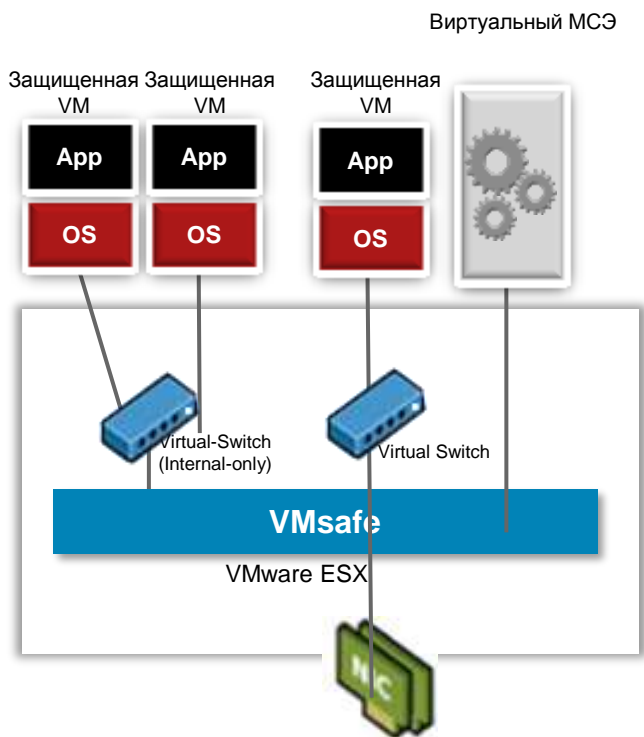 Виртуальный МСЭ
Защищенная VM
Защищенная VM
Защищенная VM
App
App
App
OS
OS
OS
Virtual-Switch
(Internal-only)
Virtual Switch
VMsafe
VMware ESX
NIC